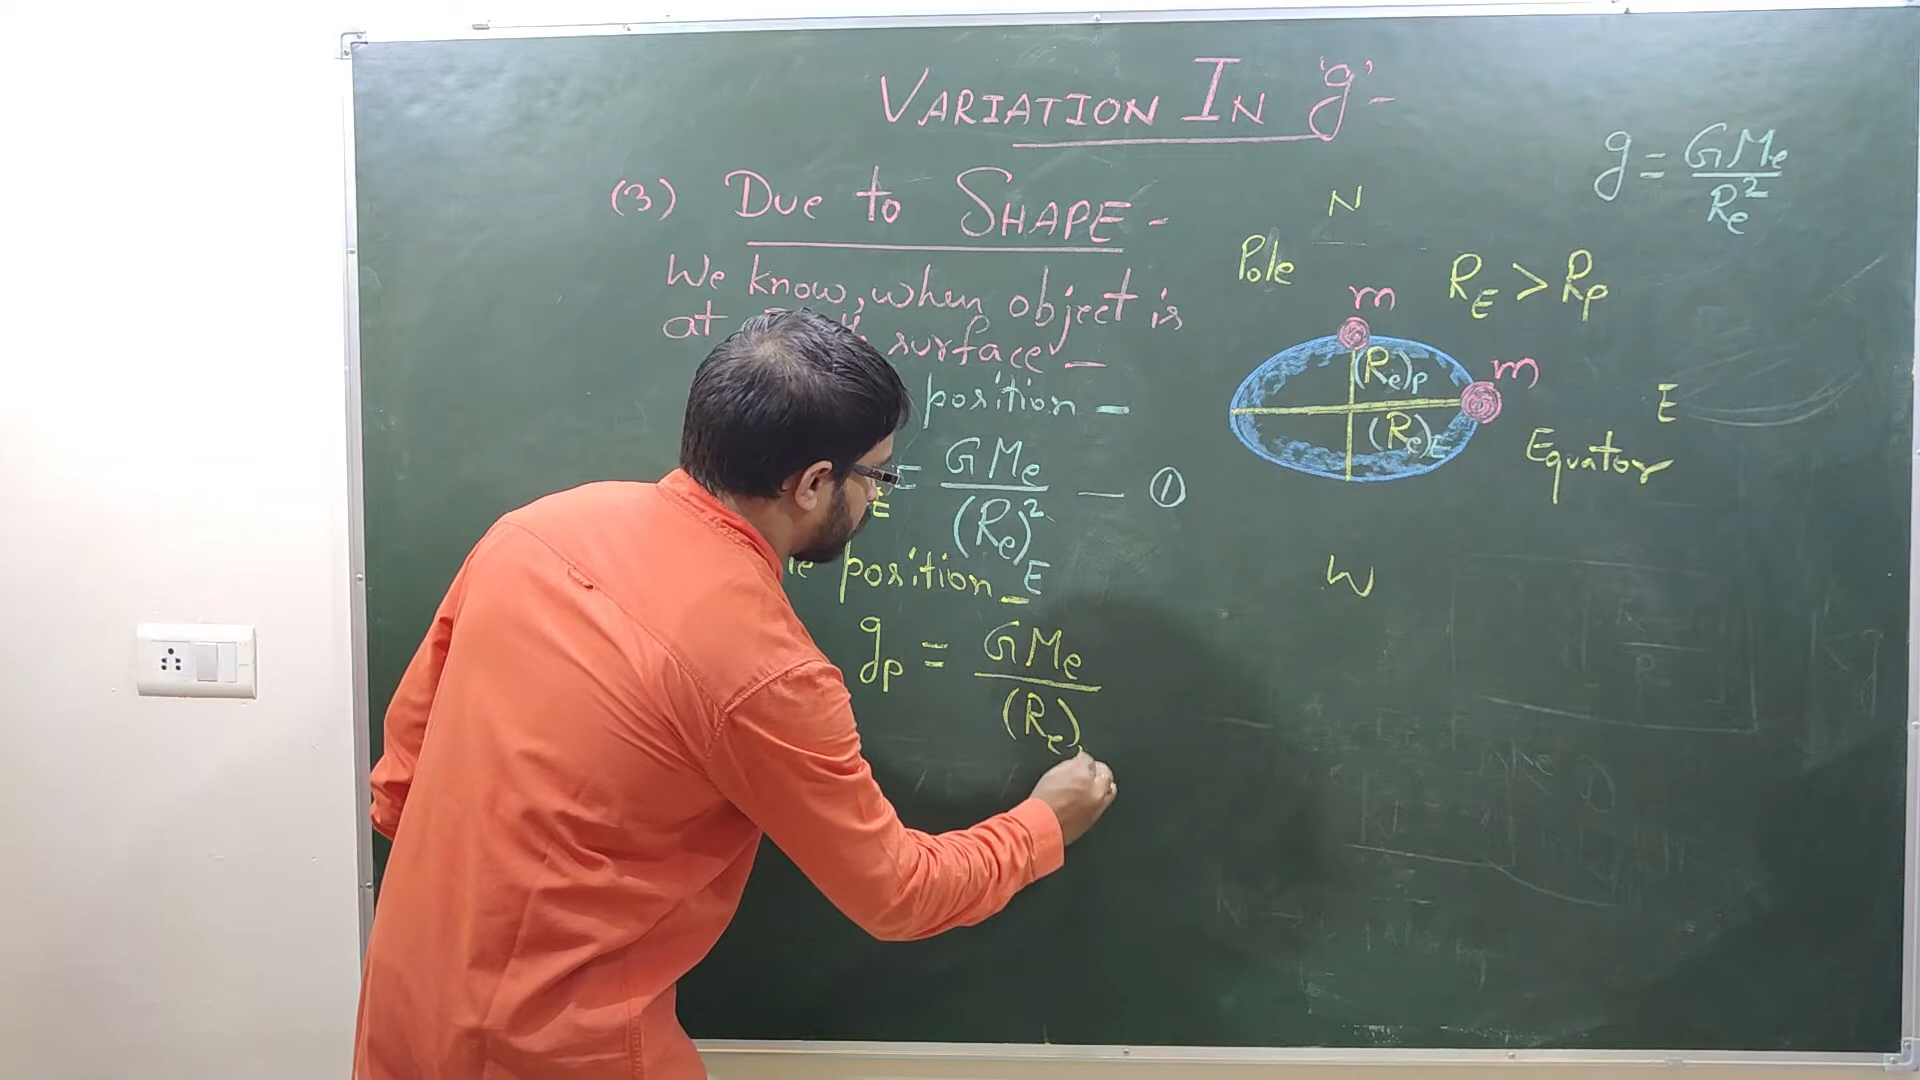 VARIATION IN 'g' -
(3) DUE to SHAPE -
We know, when object is
at surface -
position -
E = GMe / (Re)²E — ①
position -
gp = GMe / (Re)
g = GMe / Re²
N
Pole
RE > Rp
m
m
(Re)p
(Re)E
E
Equator
W